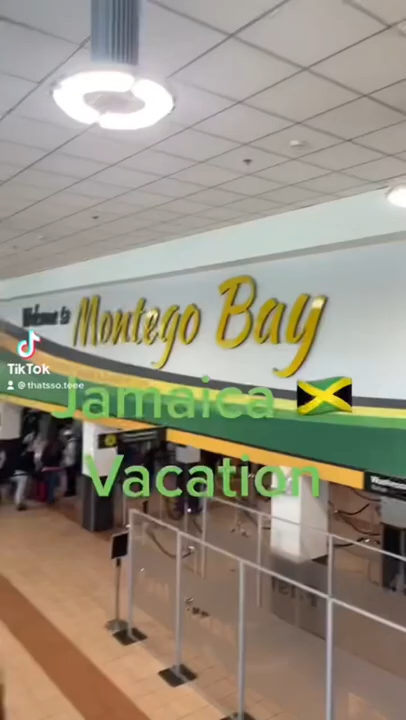 Welcome to Montego Bay
TikTok
@thatsso.teee
Jamaica 🇯🇲
Vacation